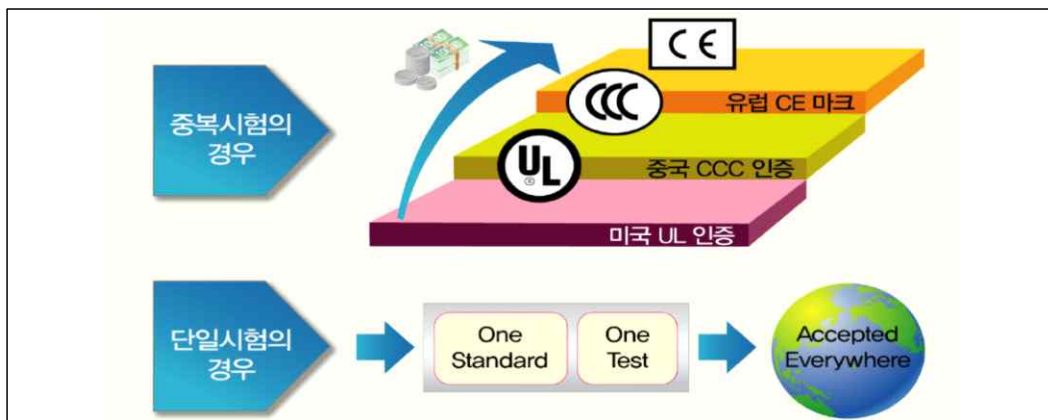 중복시험의
경우
CE
유럽 CE 마크
CCC
중국 CCC 인증
UL
®
미국 UL 인증
단일시험의
경우
One
Standard
One
Test
Accepted
Everywhere